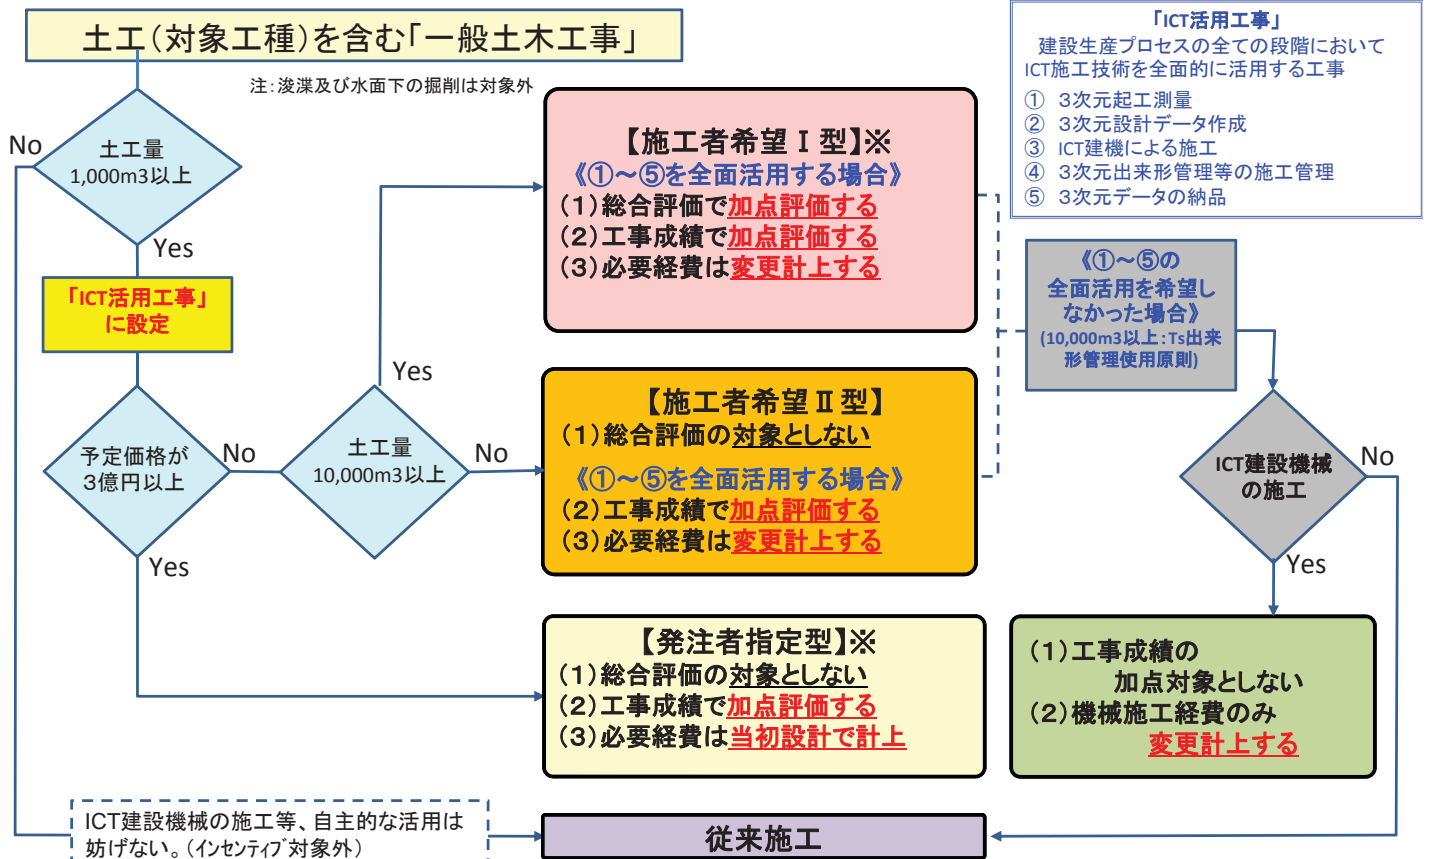 土工(対象工種)を含む「一般土木工事」
注:浚渫及び水面下の掘削は対象外
「ICT活用工事」
建設生産プロセスの全ての段階において
ICT施工技術を全面的に活用する工事
① 3次元起工測量
② 3次元設計データ作成
③ ICT建機による施工
④ 3次元出来形管理等の施工管理
⑤ 3次元データの納品
No
土工量
1,000m3以上
Yes
「ICT活用工事」
に設定
予定価格が
3億円以上
No
Yes
土工量
10,000m3以上
Yes
No
【施工者希望Ⅰ型】※
《①~⑤を全面活用する場合》
(1)総合評価で加点評価する
(2)工事成績で加点評価する
(3)必要経費は変更計上する
【施工者希望Ⅱ型】
(1)総合評価の対象としない
《①~⑤を全面活用する場合》
(2)工事成績で加点評価する
(3)必要経費は変更計上する
【発注者指定型】※
(1)総合評価の対象としない
(2)工事成績で加点評価する
(3)必要経費は当初設計で計上
《①~⑤の
全面活用を希望し
なかった場合》
(10,000m3以上:Ts出来
形管理使用原則)
ICT建設機械
の施工
No
Yes
(1)工事成績の
加点対象としない
(2)機械施工経費のみ
変更計上する
ICT建設機械の施工等、自主的な活用は
妨げない。(インセンティブ対象外)
従来施工